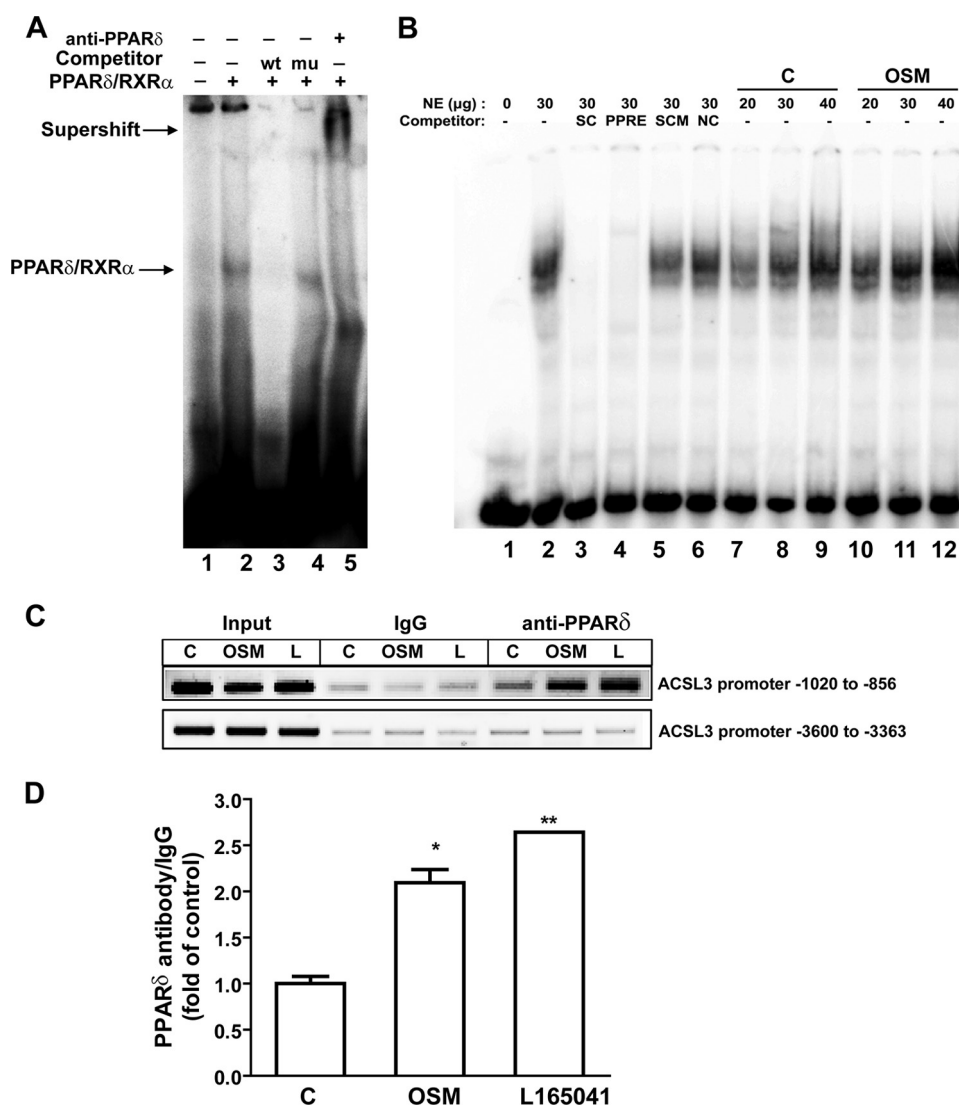 A
anti-PPARδ – – – – +
Competitor – – wt mu –
PPARδ/RXRα – + + + +
Supershift
PPARδ/RXRα
1 2 3 4 5
B
C OSM
NE (µg) : 0 30 30 30 30 30 20 30 40 20 30 40
Competitor: - - SC PPRE SCM NC - - - - - -
1 2 3 4 5 6 7 8 9 10 11 12
C
Input IgG anti-PPARδ
C OSM L C OSM L C OSM L
ACSL3 promoter -1020 to -856
ACSL3 promoter -3600 to -3363
D
PPARδ antibody/IgG
(fold of control)
3.0
2.5
2.0
1.5
1.0
0.5
0.0
* **
C OSM L165041